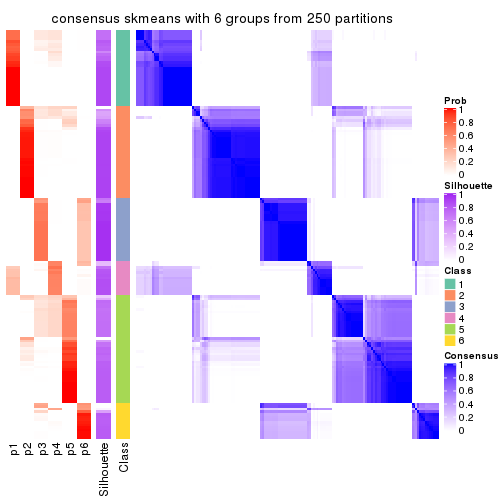 consensus skmeans with 6 groups from 250 partitions
Prob
1
0.8
0.6
0.4
0.2
0
Silhouette
1
0.8
0.6
0.4
0.2
0
Class
1
2
3
4
5
6
Consensus
1
0.8
0.6
0.4
0.2
0
p1
p2
p3
p4
p5
p6
Silhouette
Class